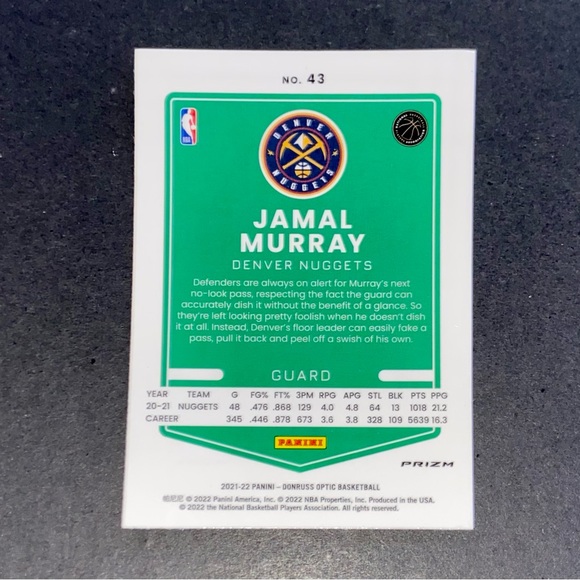 NO. 43
DENVER
NUGGETS
JAMAL
MURRAY
DENVER NUGGETS
Defenders are always on alert for Murray's next
no-look pass, respecting the fact the guard can
accurately dish it without the benefit of a glance. So
they're left looking pretty foolish when he doesn't dish
it at all. Instead, Denver's floor leader can easily fake a
pass, pull it back and peel off a swish of his own.
GUARD
YEAR TEAM G FG% FT% 3PM RPG APG STL BLK PTS PPG
20-21 NUGGETS 48 .476 .868 129 4.0 4.8 64 13 1018 21.2
CAREER 345 .446 .878 673 3.6 3.8 328 109 5639 16.3
PANINI
PRIZM
2021-22 PANINI – DONRUSS OPTIC BASKETBALL
帕尼尼 © 2022 Panini America, Inc. © 2022 NBA Properties, Inc. Produced in the USA.
© 2022 the National Basketball Players Association. All rights reserved.